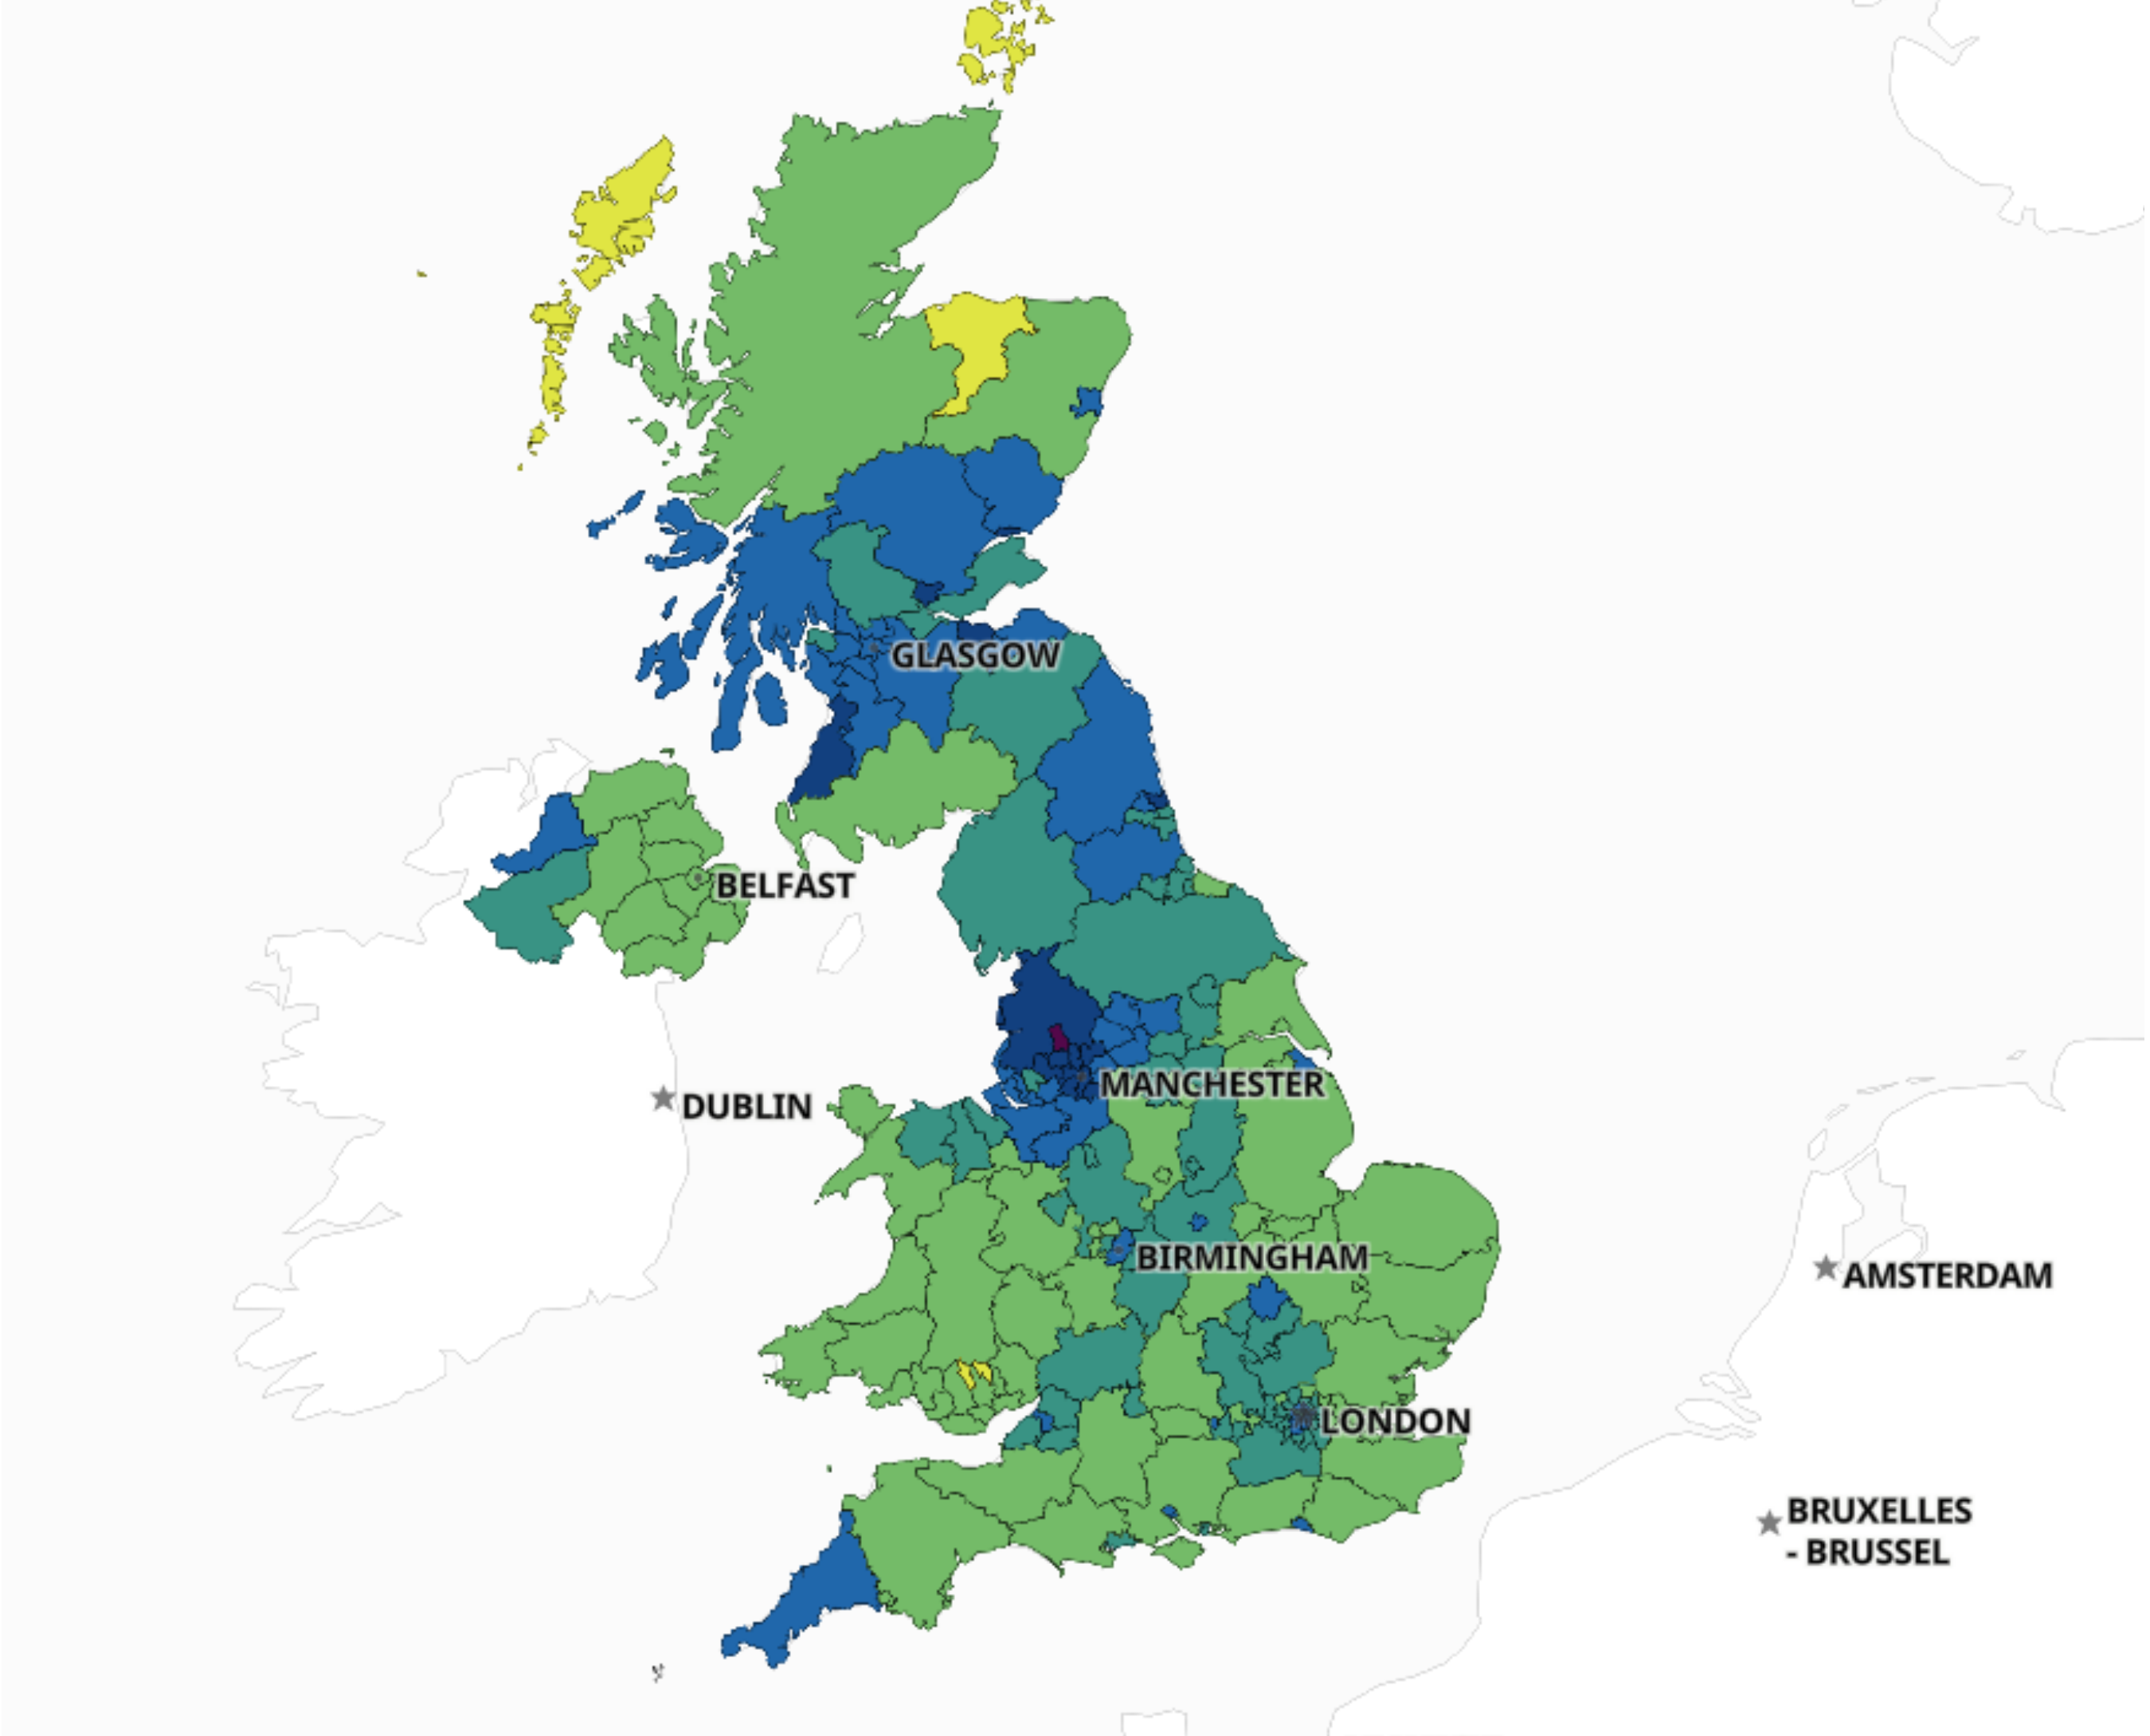 GLASGOW
BELFAST
MANCHESTER
DUBLIN
BIRMINGHAM
AMSTERDAM
LONDON
BRUXELLES
- BRUSSEL